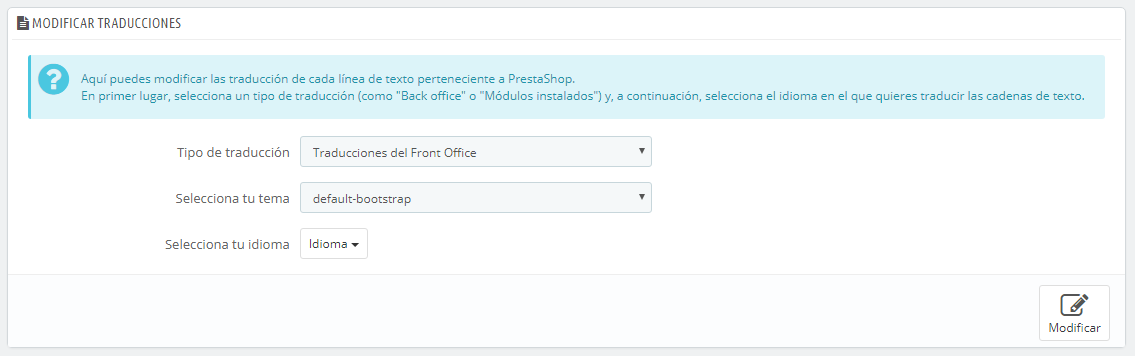 MODIFICAR TRADUCCIONES
Aquí puedes modificar las traducción de cada línea de texto perteneciente a PrestaShop.
En primer lugar, selecciona un tipo de traducción (como "Back office" o "Módulos instalados") y, a continuación, selecciona el idioma en el que quieres traducir las cadenas de texto.
Tipo de traducción Traducciones del Front Office
Selecciona tu tema default-bootstrap
Selecciona tu idioma Idioma
Modificar